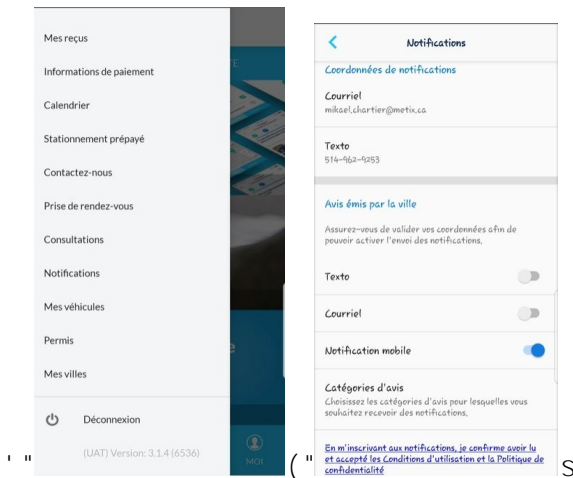 Mes reçus
Informations de paiement
Calendrier
Stationnement prépayé
Contactez-nous
Prise de rendez-vous
Consultations
Notifications
Mes véhicules
Permis
Mes villes
Déconnexion
(UAT) Version: 3.1.4 (6536)
MOI
' "
Notifications
Coordonnées de notifications
Courriel
mikael.chartier@metix.ca
Texto
514-962-9253
Avis émis par la ville
Assurez-vous de valider vos coordonnées afin de
pouvoir activer l'envoi des notifications.
Texto
Courriel
Notification mobile
Catégories d'avis
Choisissez les catégories d'avis pour lesquelles vous
souhaitez recevoir des notifications.
En m'inscrivant aux notifications, je confirme avoir lu
et accepté les Conditions d'utilisation et la Politique de
confidentialité
( "
S